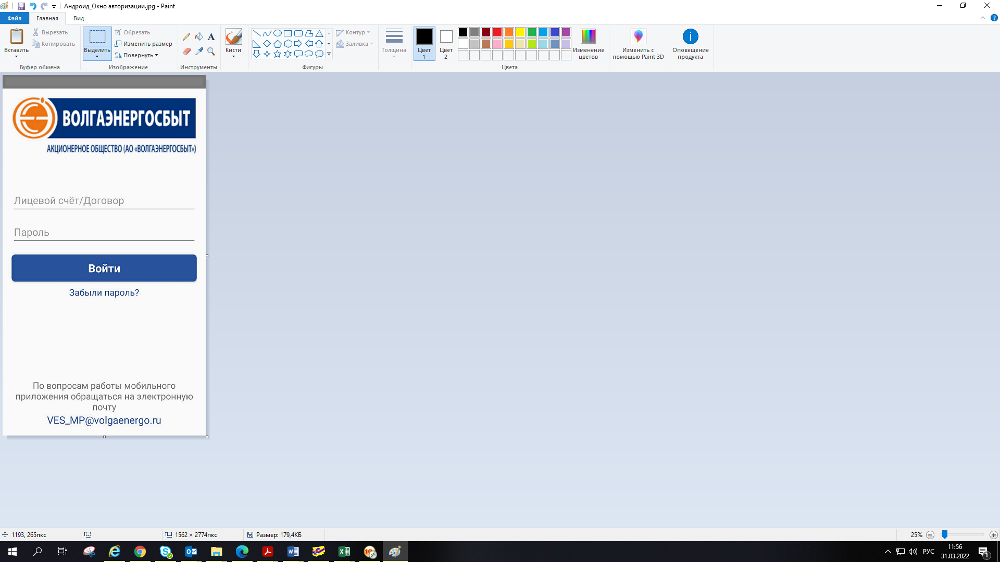 Андроид_Окно авторизации.jpg - Paint
Файл
Главная
Вид
Вставить
Вырезать
Копировать
Буфер обмена
Выделить
Обрезать
Изменить размер
Повернуть
Изображение
A
Инструменты
Кисти
Контур
Заливка
Фигуры
Толщина
Цвет
1
Цвет
2
Изменение
цветов
Цвета
Изменить с
помощью Paint 3D
Оповещение
продукта
ВОЛГАЭНЕРГОСБЫТ
АКЦИОНЕРНОЕ ОБЩЕСТВО (АО «ВОЛГАЭНЕРГОСБЫТ»)
Лицевой счёт/Договор
Пароль
Войти
Забыли пароль?
По вопросам работы мобильного
приложения обращаться на электронную
почту
VES_MP@volgaenergo.ru
1193, 265пкс
1562 × 2774пкс
Размер: 179,4КБ
25%
РУС
11:56
31.03.2022
1